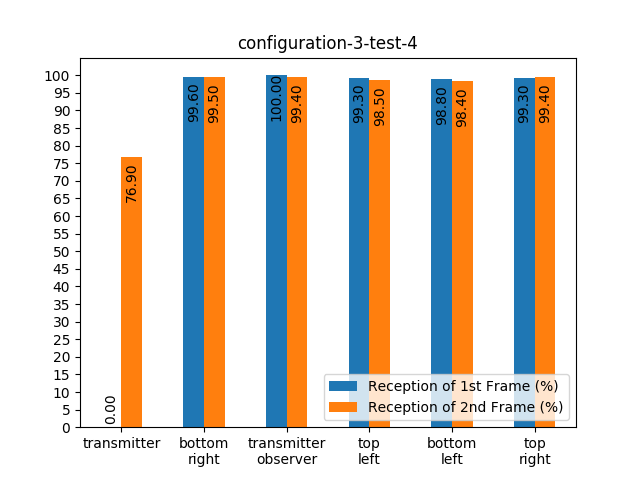 configuration-3-test-4
100
95
90
85
80
75
70
65
60
55
50
45
40
35
30
25
20
15
10
5
0
0.00
76.90
99.60
99.50
100.00
99.40
99.30
98.50
98.80
98.40
99.30
99.40
Reception of 1st Frame (%)
Reception of 2nd Frame (%)
transmitter
bottom
right
transmitter
observer
top
left
bottom
left
top
right